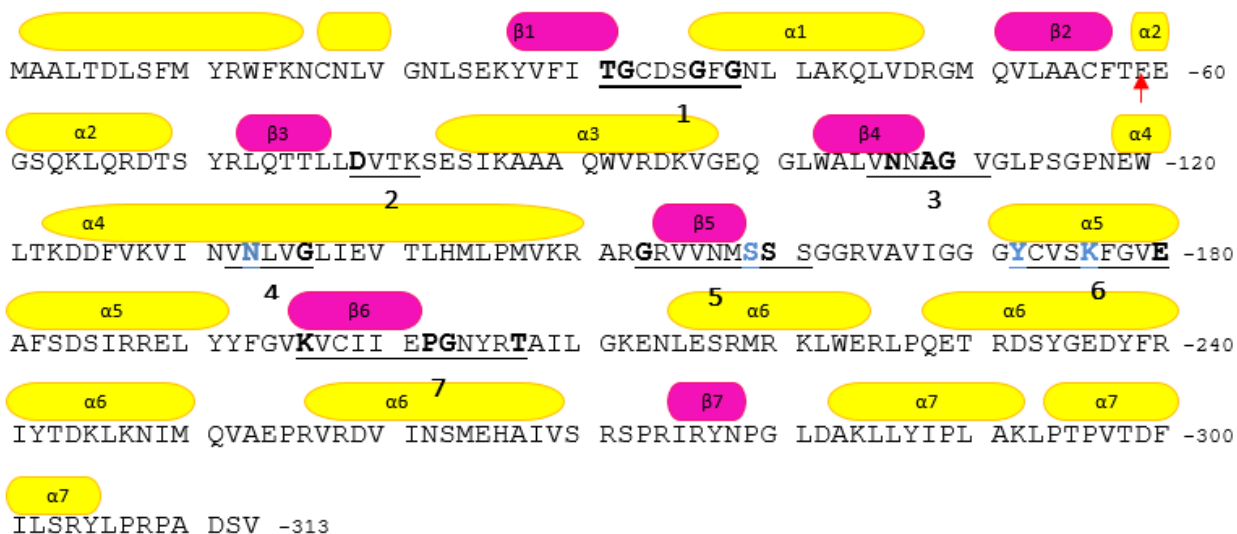 β1 α1 β2 α2
MAALTDLSFM YRWFKNCNLV GNLSEKYVFI TGCDSGFGNL LAKQLVDRGM QVLAACFTEE -60
1
α2 β3 α3 β4 α4
GSQKLQRDTS YRLQTTLLDVTKSESIKAAA QWVRDKVGEQ GLWALVNNAG VGLPSGPNEW -120
2 3
α4 β5 α5
LTKDDFVKVI NVNLVGLIEV TLHMLPMVKR ARGRVVNMSS SGGRVAVIGG GYCVSKFGVE -180
4 5 6
α5 β6 α6 α6
AFSDSIRREL YYFGVKVCII EPGNYRTAIL GKENLESRMR KLWERLPQET RDSYGEDYFR -240
7
α6 α6 β7 α7 α7
IYTDKLKNIM QVAEPRVRDV INSMEHAIVS RSPRIRYNPG LDAKLLYIPL AKLPTPVTDF -300
α7
ILSRYLPRPA DSV -313